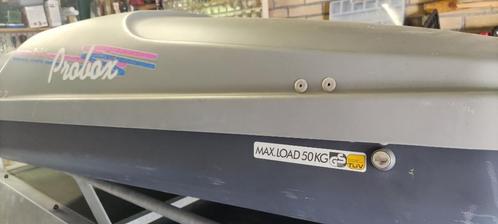 Probox
MAX. LOAD 50 KG GS TÜV